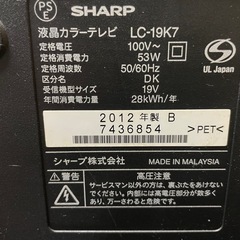 PS
E
SHARP
液晶カラーテレビ LC-19K7
定格電圧 100V~
定格消費電力 53W
定格周波数 50/60Hz
区分名 DK
受信機型サイズ 19V
年間消費電力量 28kWh/年
UL Japan
2012年製 B
7436854
>PET<
シャープ株式会社 MADE IN MALAYSIA
高圧注意
サービスマン以外の方は、裏ぶたをあけないで
ください。内部には高電圧部分が数多く
あり、万一さわると危険です。